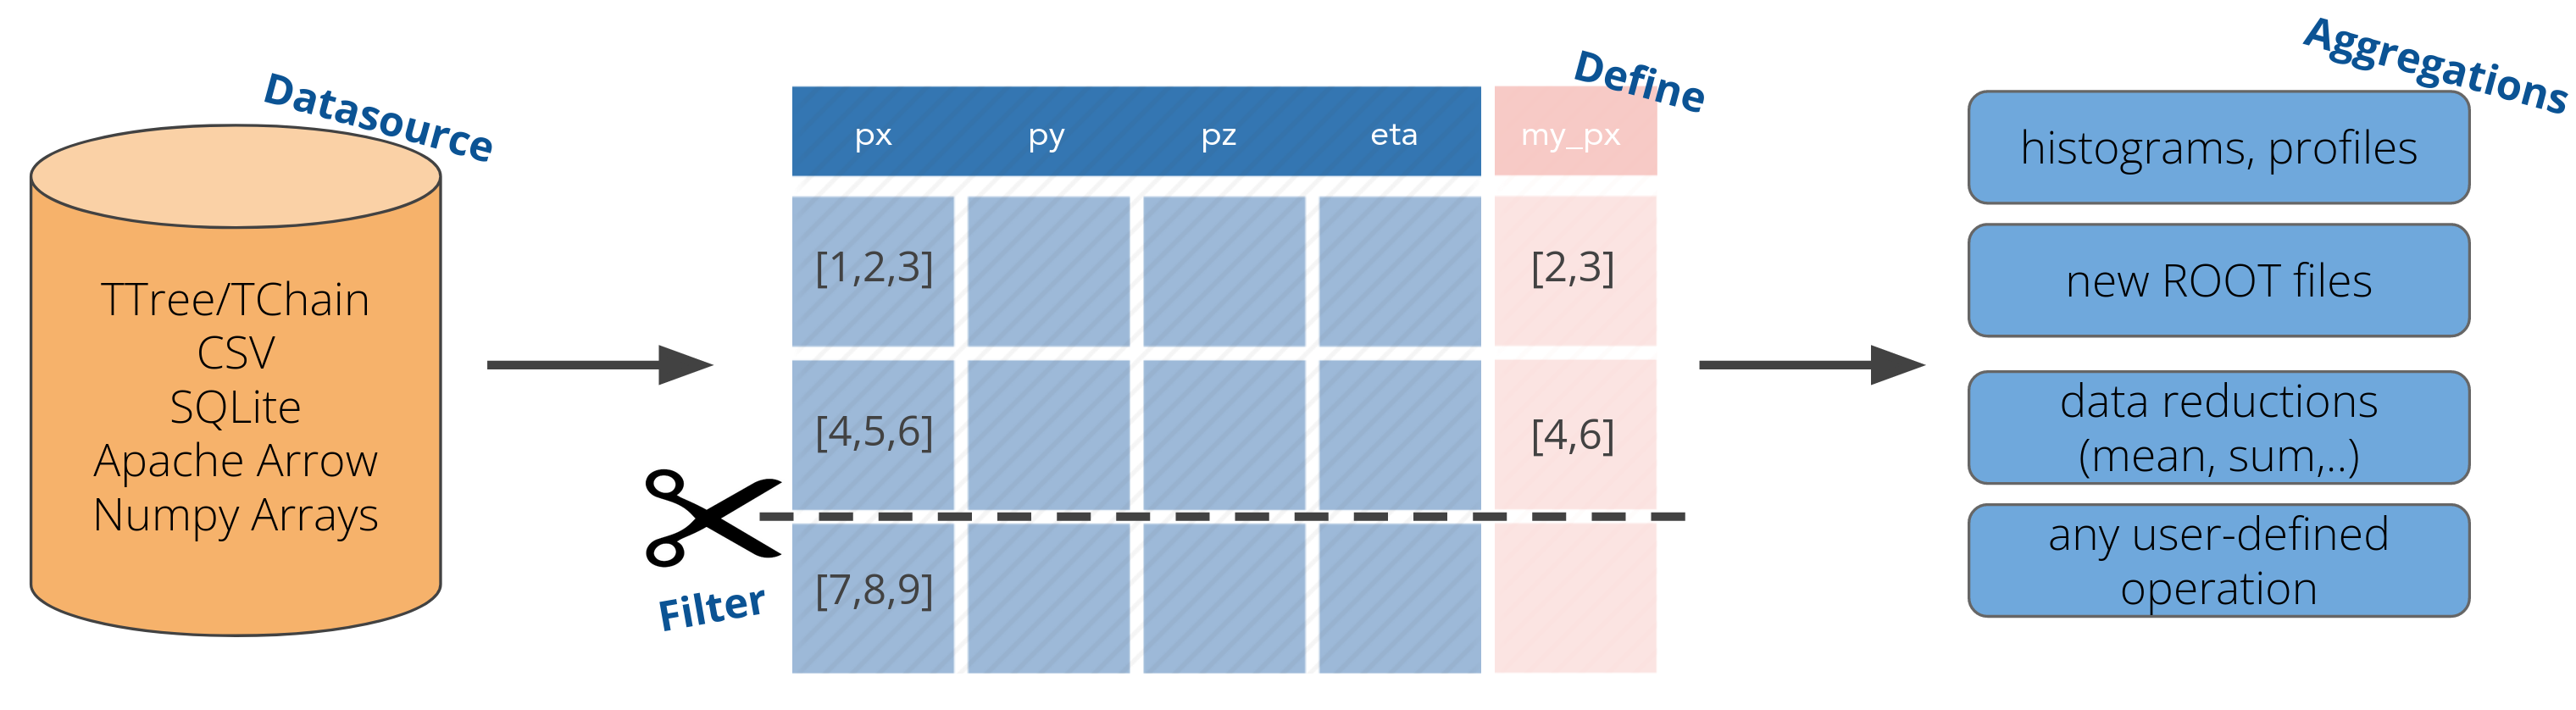 Datasource
TTree/TChain
CSV
SQLite
Apache Arrow
Numpy Arrays
Filter
Define
px py pz eta my_px
[1,2,3] [2,3]
[4,5,6] [4,6]
[7,8,9]
Aggregations
histograms, profiles
new ROOT files
data reductions
(mean, sum,..)
any user-defined
operation